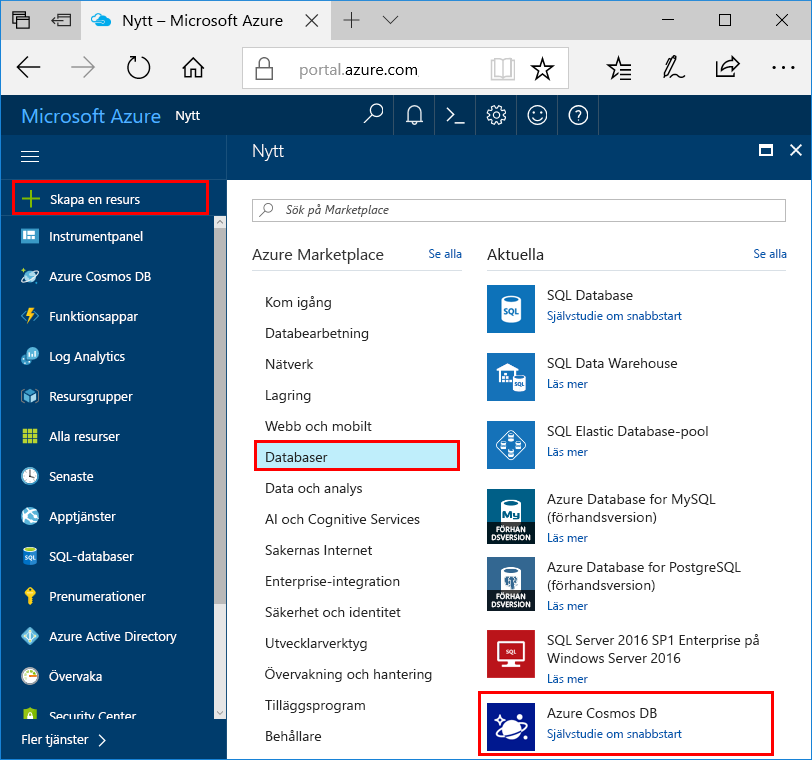 Nytt – Microsoft Azure
portal.azure.com
Microsoft Azure Nytt
Skapa en resurs
Instrumentpanel
Azure Cosmos DB
Funktionsappar
Log Analytics
Resursgrupper
Alla resurser
Senaste
Apptjänster
SQL-databaser
Prenumerationer
Azure Active Directory
Övervaka
Security Center
Fler tjänster
Nytt
Sök på Marketplace
Azure Marketplace Se alla
Kom igång
Databearbetning
Nätverk
Lagring
Webb och mobilt
Databaser
Data och analys
AI och Cognitive Services
Sakernas Internet
Enterprise-integration
Säkerhet och identitet
Utvecklarverktyg
Övervakning och hantering
Tilläggsprogram
Behållare
Aktuella Se alla
SQL
SQL Database
Självstudie om snabbstart
SQL
SQL Data Warehouse
Läs mer
SQL Elastic Database-pool
Läs mer
My
FÖRHAN
DSVERSION
Azure Database for MySQL
(förhandsversion)
Läs mer
FÖRHAN
DSVERSION
Azure Database for PostgreSQL
(förhandsversion)
Läs mer
SQL
SQL Server 2016 SP1 Enterprise på
Windows Server 2016
Läs mer
Azure Cosmos DB
Självstudie om snabbstart